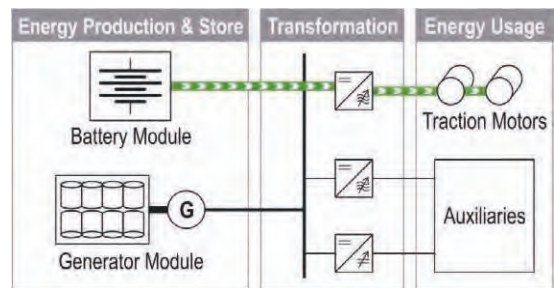 Energy Production & Store
Transformation
Energy Usage
Battery Module
Traction Motors
G
Auxiliaries
Generator Module